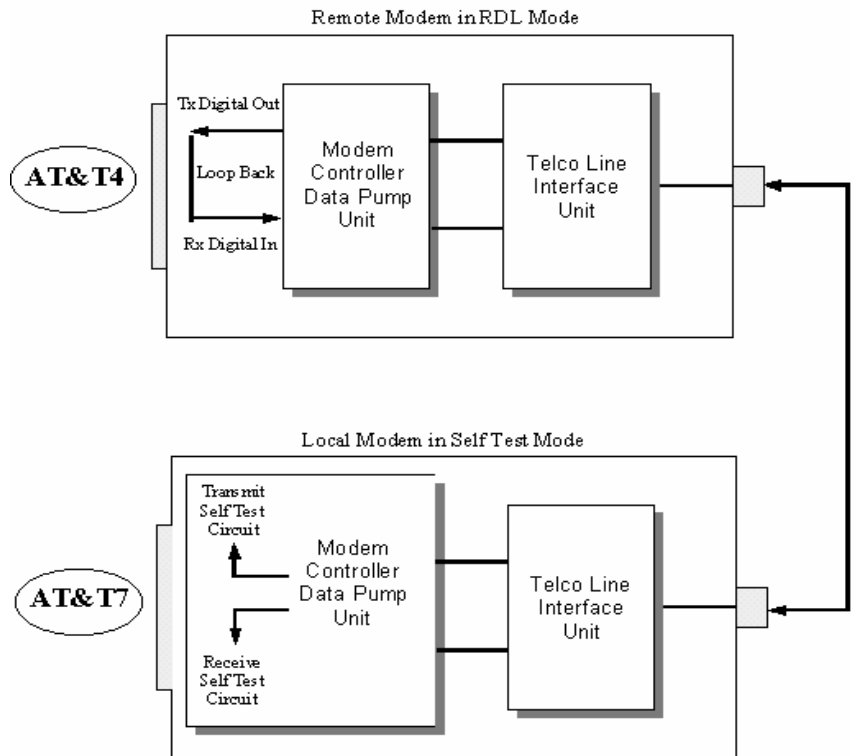 Remote Modem in RDL Mode
Tx Digital Out
Loop Back
Rx Digital In
AT&T4
Modem
Controller
Data Pump
Unit
Telco Line
Interface
Unit
Local Modem in Self Test Mode
Transmit
Self Test
Circuit
AT&T7
Modem
Controller
Data Pump
Unit
Receive
Self Test
Circuit
Telco Line
Interface
Unit